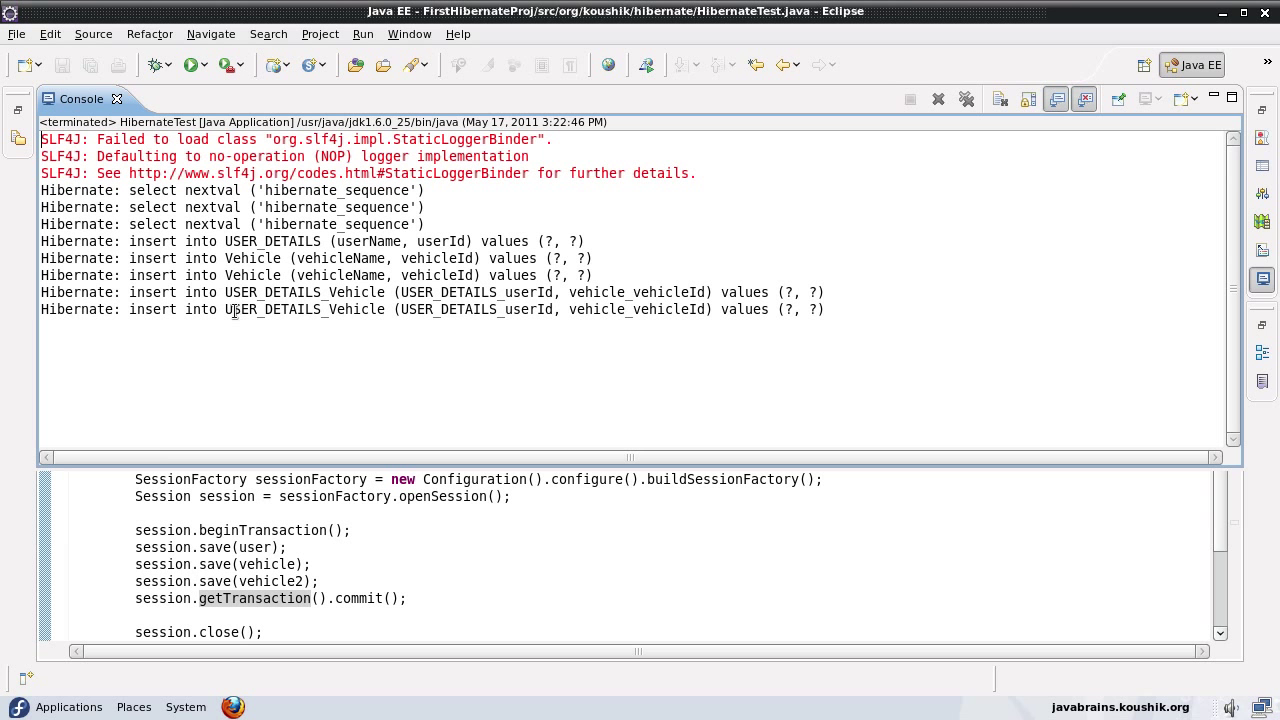 Java EE - FirstHibernateProj/src/org/koushik/hibernate/HibernateTest.java - Eclipse
File Edit Source Refactor Navigate Search Project Run Window Help
Java EE
Console
<terminated> HibernateTest [Java Application] /usr/java/jdk1.6.0_25/bin/java (May 17, 2011 3:22:46 PM)
SLF4J: Failed to load class "org.slf4j.impl.StaticLoggerBinder".
SLF4J: Defaulting to no-operation (NOP) logger implementation
SLF4J: See http://www.slf4j.org/codes.html#StaticLoggerBinder for further details.
Hibernate: select nextval ('hibernate_sequence')
Hibernate: select nextval ('hibernate_sequence')
Hibernate: select nextval ('hibernate_sequence')
Hibernate: insert into USER_DETAILS (userName, userId) values (?, ?)
Hibernate: insert into Vehicle (vehicleName, vehicleId) values (?, ?)
Hibernate: insert into Vehicle (vehicleName, vehicleId) values (?, ?)
Hibernate: insert into USER_DETAILS_Vehicle (USER_DETAILS_userId, vehicle_vehicleId) values (?, ?)
Hibernate: insert into USER_DETAILS_Vehicle (USER_DETAILS_userId, vehicle_vehicleId) values (?, ?)
SessionFactory sessionFactory = new Configuration().configure().buildSessionFactory();
Session session = sessionFactory.openSession();
session.beginTransaction();
session.save(user);
session.save(vehicle);
session.save(vehicle2);
session.getTransaction().commit();
session.close();
Applications Places System
javabrains.koushik.org